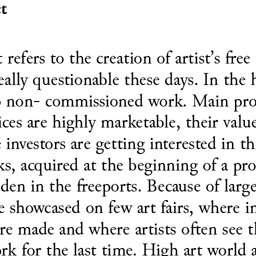 t refers to the creation of artist's free
eally questionable these days. In the h
non- commissioned work. Main pro
ices are highly marketable, their value
investors are getting interested in th
ks, acquired at the beginning of a pro
den in the freeports. Because of large
e showcased on few art fairs, where in
re made and where artists often see th
ork for the last time. High art world a